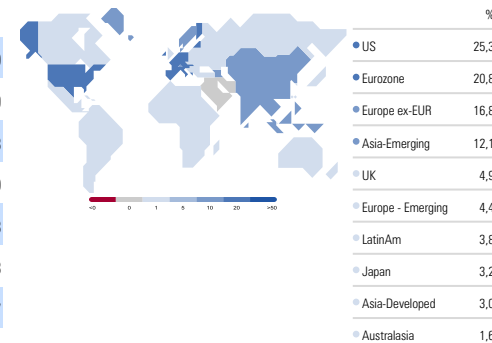 %
US 25,3
Eurozone 20,8
Europe ex-EUR 16,8
Asia-Emerging 12,1
UK 4,9
Europe - Emerging 4,4
LatinAm 3,8
Japan 3,2
Asia-Developed 3,0
Australasia 1,6
<0 0 1 5 10 20 >50